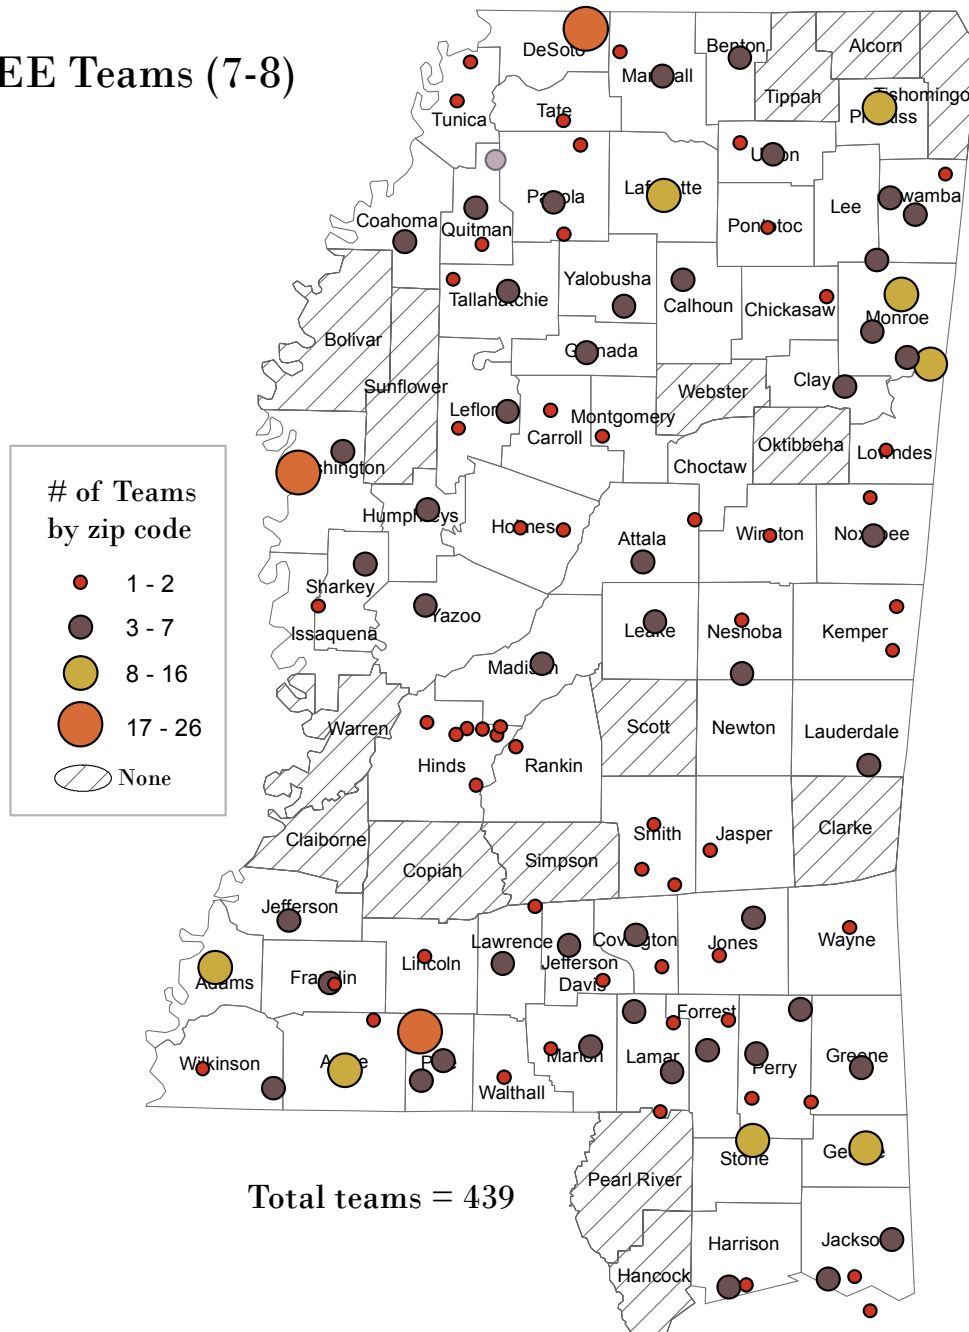 EE Teams (7-8)
DeSoto
Marshall
Benton
Alcorn
Tippah
Tishomingo
Prentiss
Tunica
Tate
Union
Panola
Lafayette
Lee
Itawamba
Coahoma
Quitman
Pontotoc
Tallahatchie
Yalobusha
Calhoun
Chickasaw
Monroe
Bolivar
Grenada
Sunflower
Webster
Clay
Leflore
Carroll
Montgomery
Choctaw
Oktibbeha
Lowndes
Washington
Humphreys
Holmes
Attala
Winston
Noxubee
# of Teams
by zip code
1 - 2
3 - 7
8 - 16
17 - 26
None
Sharkey
Issaquena
Yazoo
Leake
Neshoba
Kemper
Madison
Warren
Scott
Newton
Lauderdale
Hinds
Rankin
Claiborne
Copiah
Simpson
Smith
Jasper
Clarke
Jefferson
Lawrence
Jefferson
Davis
Covington
Jones
Wayne
Adams
Franklin
Lincoln
Wilkinson
Amite
Pike
Walthall
Marion
Lamar
Forrest
Perry
Greene
Stone
George
Pearl River
Total teams = 439
Harrison
Jackson
Hancock